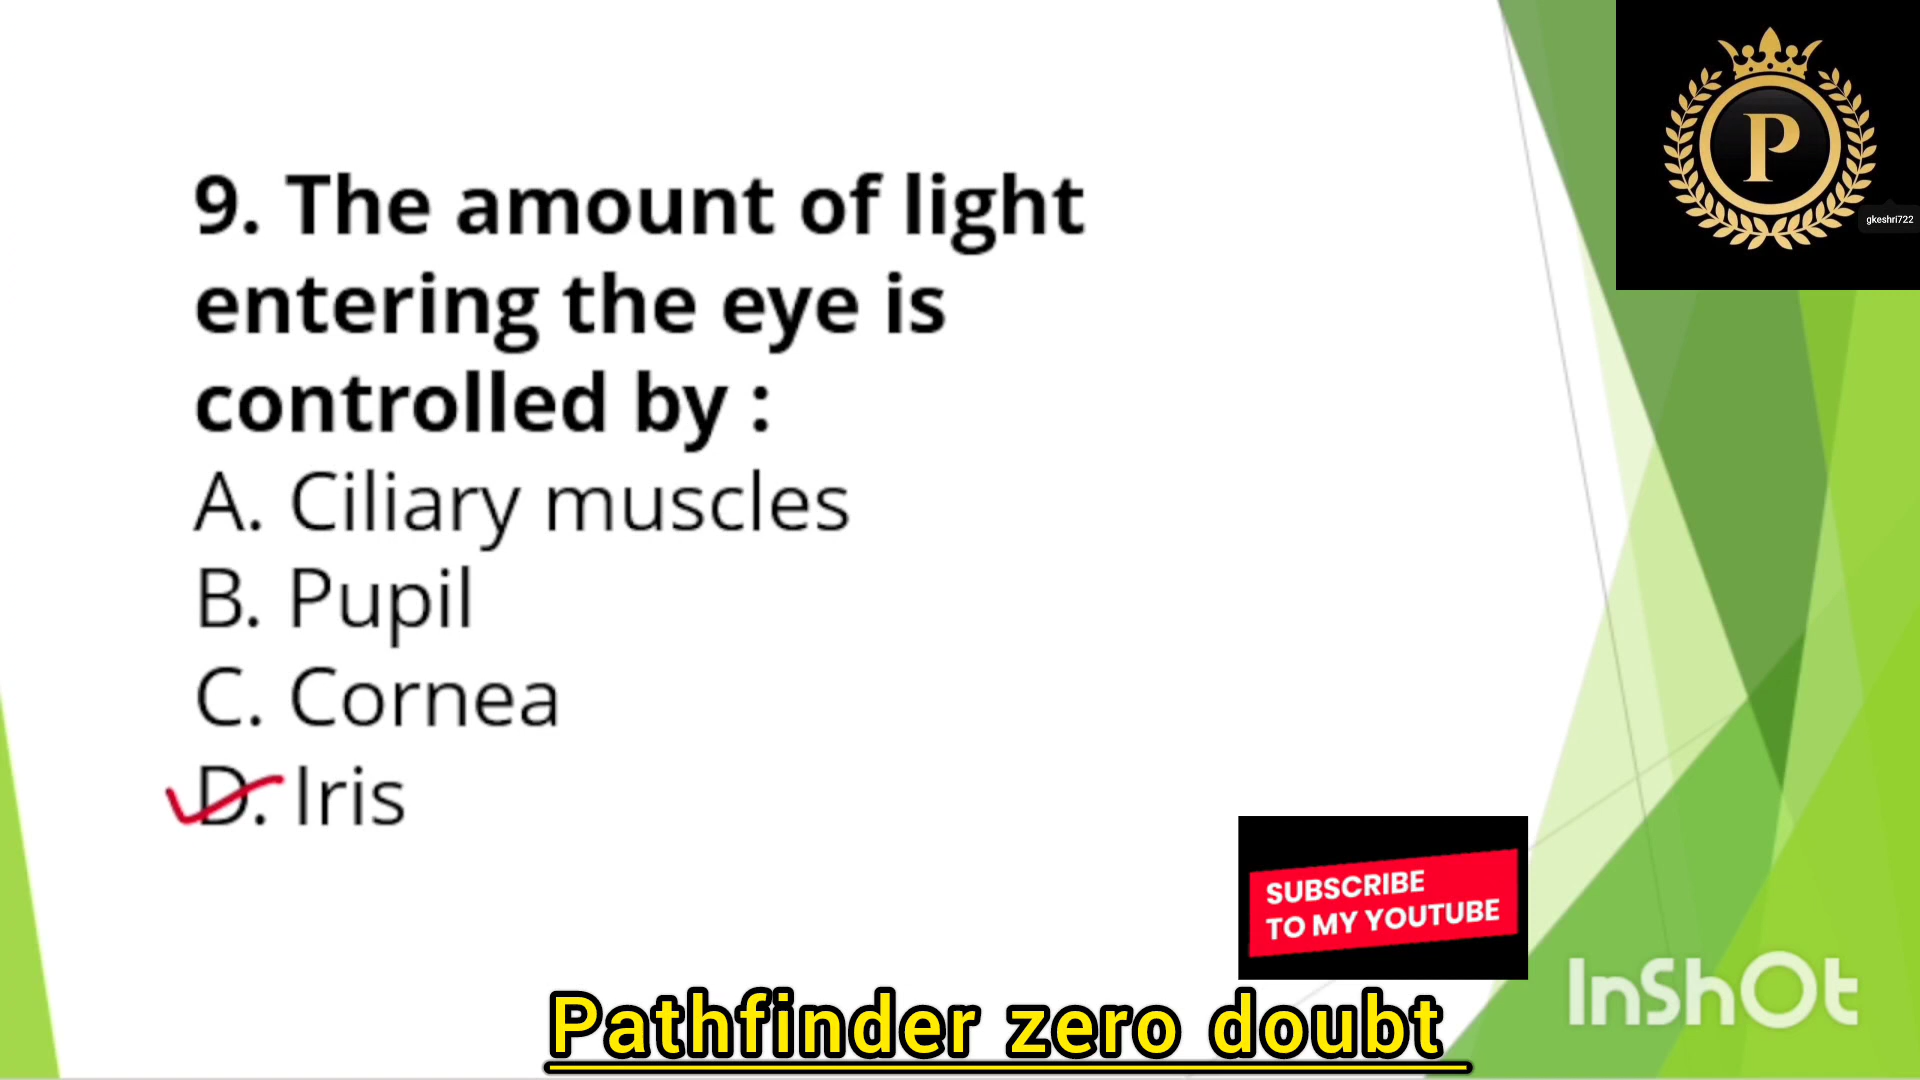 P
gkeshri722
9. The amount of light
entering the eye is
controlled by :
A. Ciliary muscles
B. Pupil
C. Cornea
D. Iris
SUBSCRIBE
TO MY YOUTUBE
InShOt
Pathfinder zero doubt